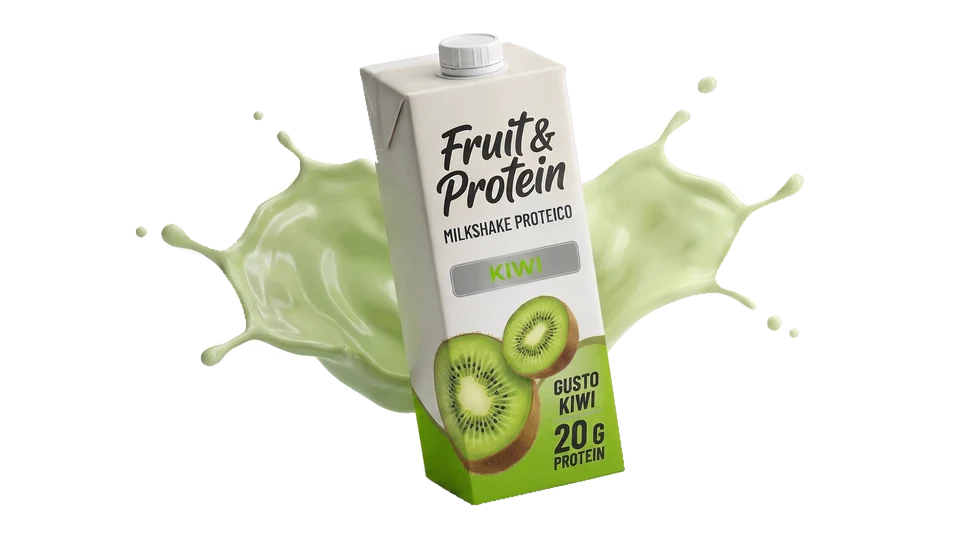 Fruit &
Protein
MILKSHAKE PROTEICO
KIWI
GUSTO
KIWI
20 G
PROTEIN